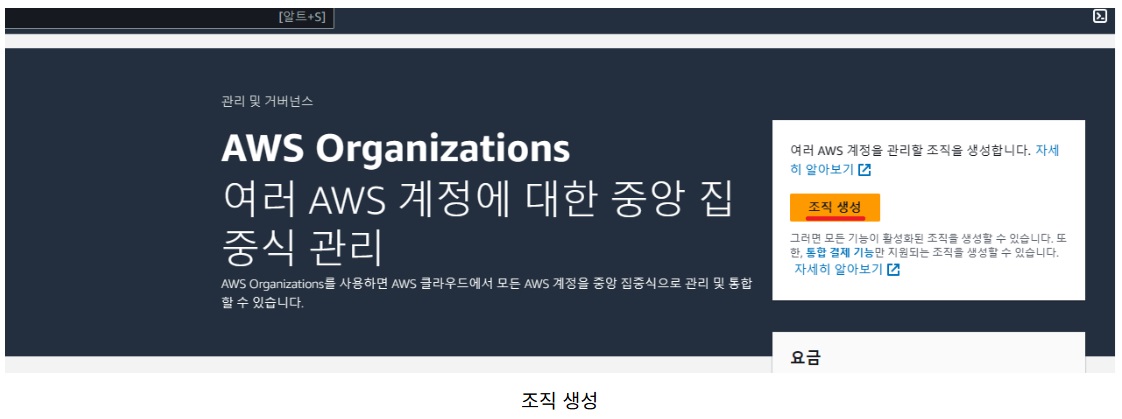 [알트+S]
관리 및 거버넌스
AWS Organizations
여러 AWS 계정에 대한 중앙 집
중식 관리
AWS Organizations를 사용하면 AWS 클라우드에서 모든 AWS 계정을 중앙 집중식으로 관리 및 통합
할 수 있습니다.
여러 AWS 계정을 관리할 조직을 생성합니다. 자세
히 알아보기
조직 생성
그러면 모든 기능이 활성화된 조직을 생성할 수 있습니다. 또
한, 통합 결제 기능만 지원되는 조직을 생성할 수 있습니다.
자세히 알아보기
요금
조직 생성